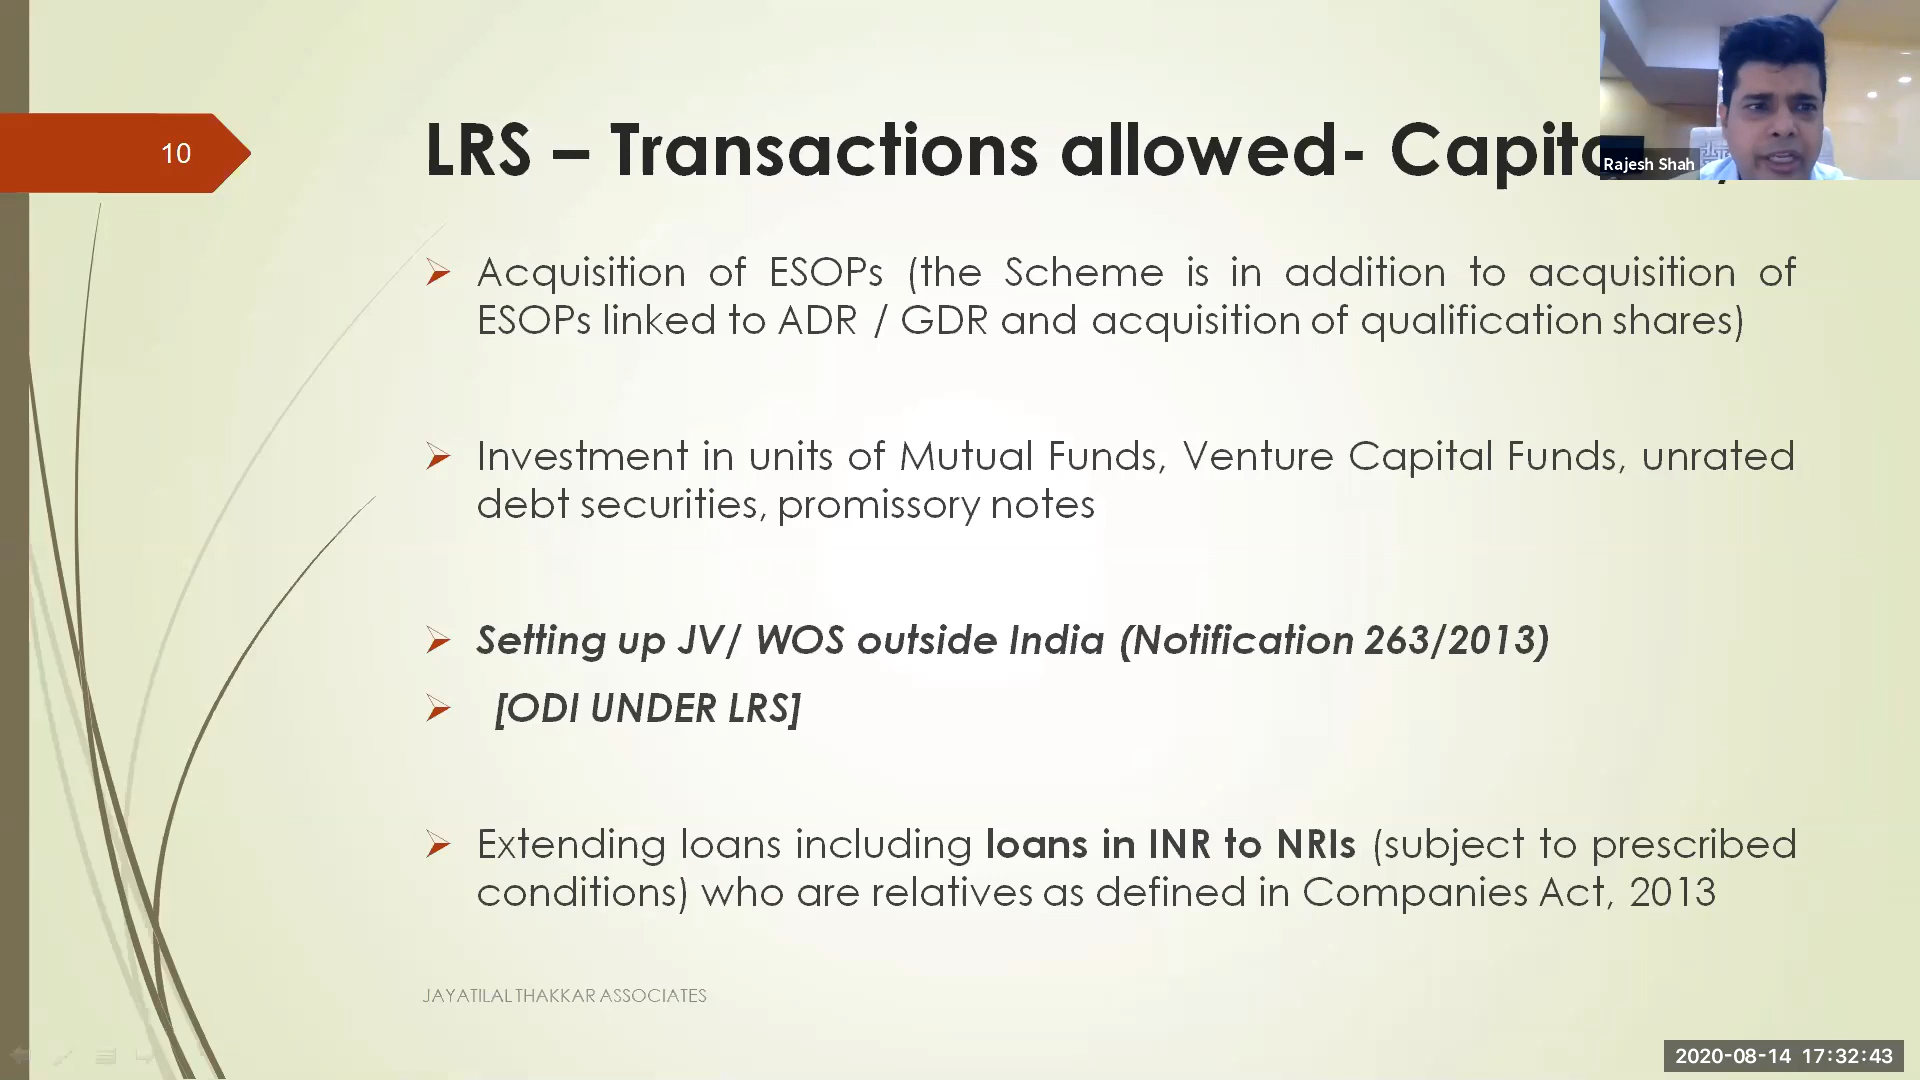 10
LRS – Transactions allowed- Capita
Rajesh Shah
Acquisition of ESOPs (the Scheme is in addition to acquisition of
ESOPs linked to ADR / GDR and acquisition of qualification shares)
Investment in units of Mutual Funds, Venture Capital Funds, unrated
debt securities, promissory notes
Setting up JV/ WOS outside India (Notification 263/2013)
[ODI UNDER LRS]
Extending loans including loans in INR to NRIs (subject to prescribed
conditions) who are relatives as defined in Companies Act, 2013
JAYATILAL THAKKAR ASSOCIATES
2020-08-14 17:32:43